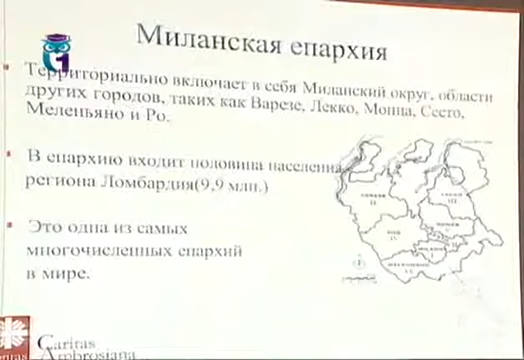 Миланская епархия
Территориально включает в себя Миланский округ, области
других городов, таких как Варезе, Лекко, Монца, Сесто,
Меленьяно и Ро.
В епархию входит половина населения
региона Ломбардия(9,9 млн.)
Это одна из самых
многочисленных епархий
в мире.
Caritas
Ambrosiana